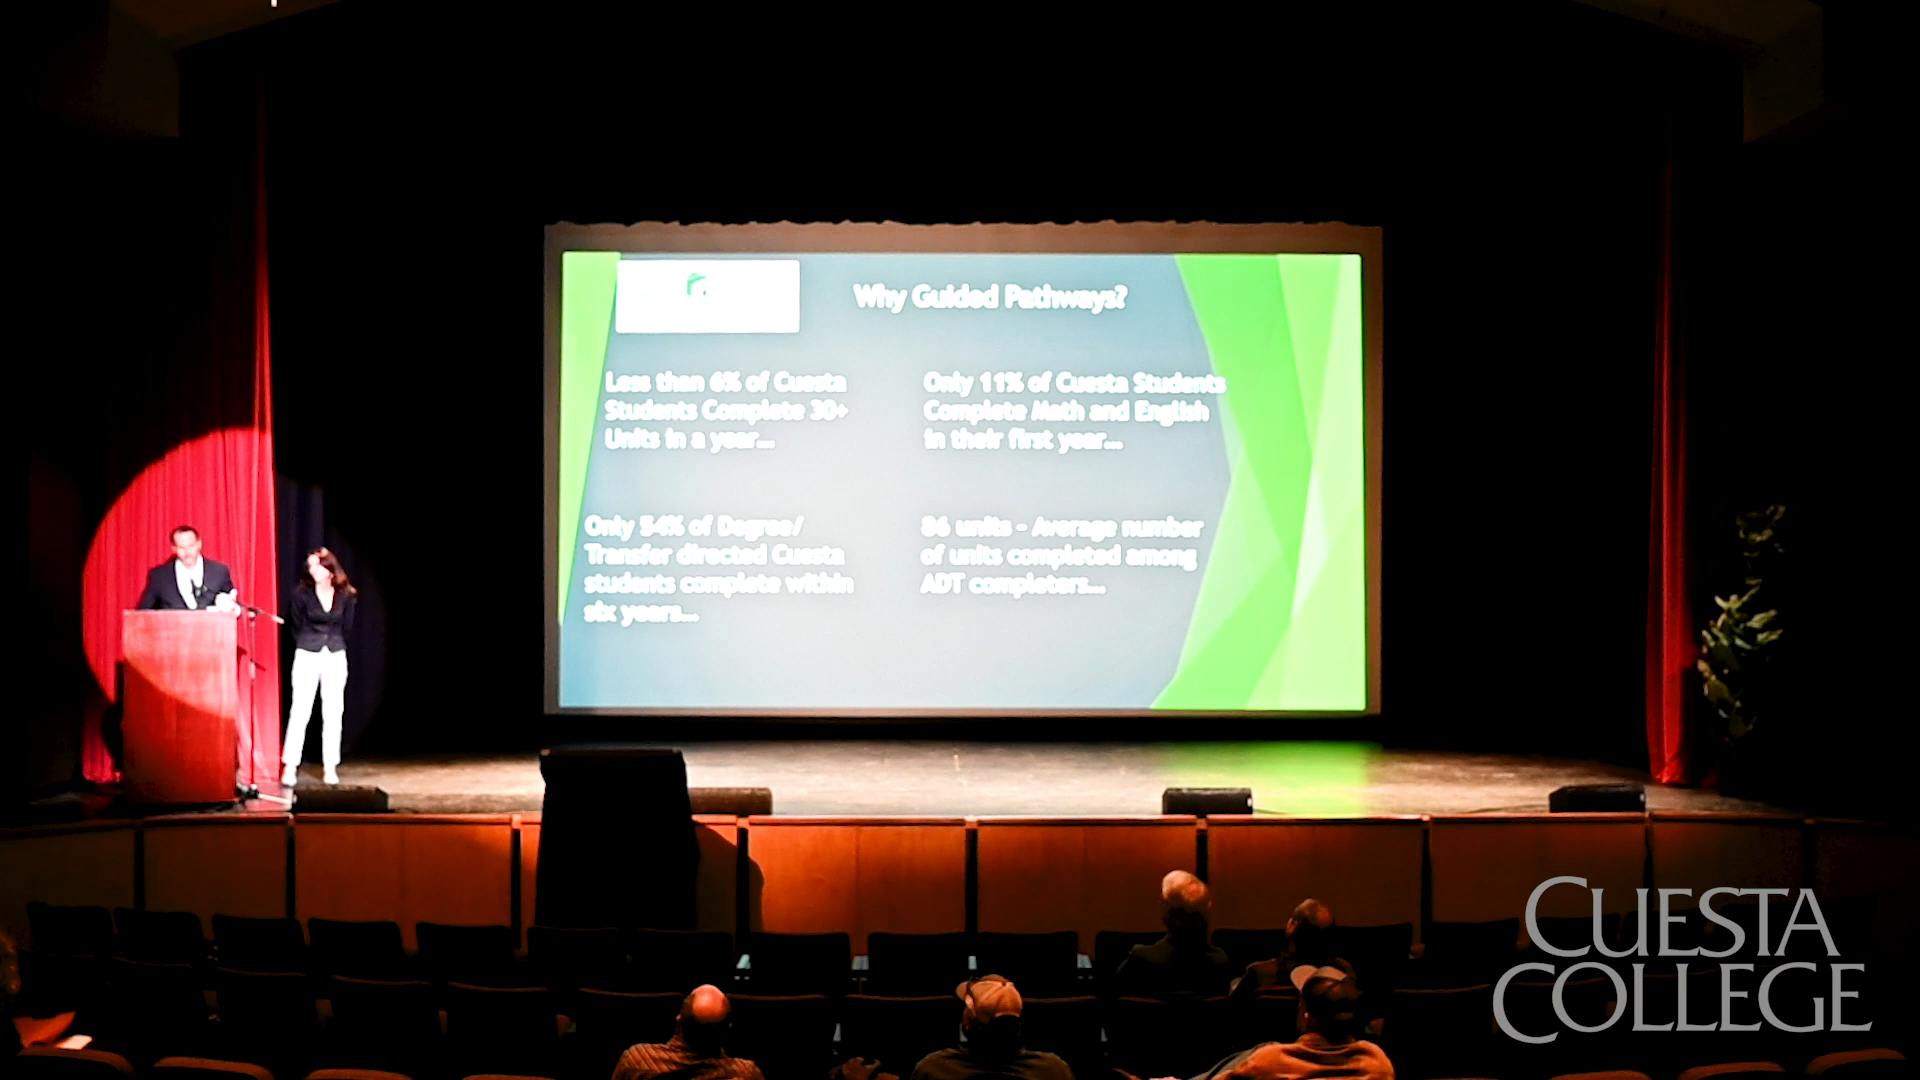 Why Guided Pathways?
Less than 6% of Cuesta
Students Complete 30+
Units in a year...
Only 11% of Cuesta Students
Complete Math and English
in their first year...
Only 54% of Degree/
Transfer directed Cuesta
students complete within
six years...
86 units - Average number
of units completed among
ADT completers...
CUESTA
COLLEGE